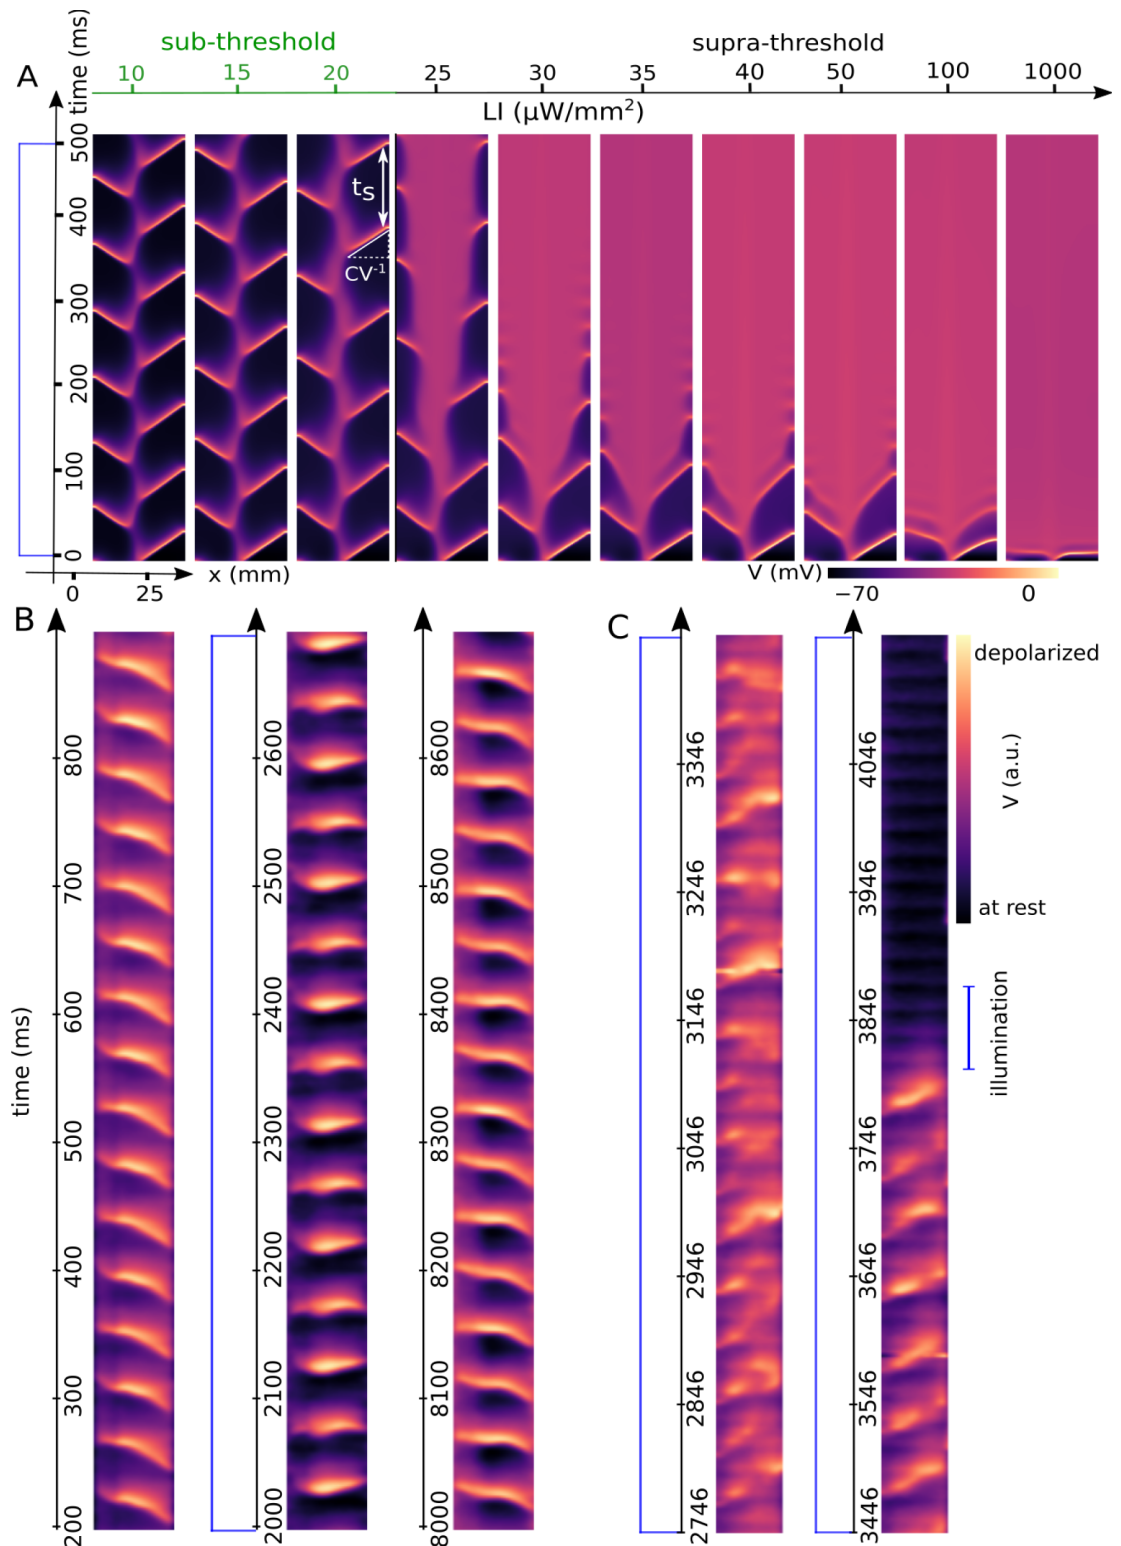 sub-threshold
supra-threshold
A
time (ms)
10 15 20 25 30 35 40 50 100 1000
LI (μW/mm²)
500
400
300
200
100
0
tS
CV⁻¹
0 25
x (mm)
V (mV)
−70 0
B
time (ms)
800
700
600
500
400
300
200
2600
2500
2400
2300
2200
2100
2000
8600
8500
8400
8300
8200
8100
8000
C
3346
3246
3146
3046
2946
2846
2746
4046
3946
3846
3746
3646
3546
3446
depolarized
V (a.u.)
at rest
illumination